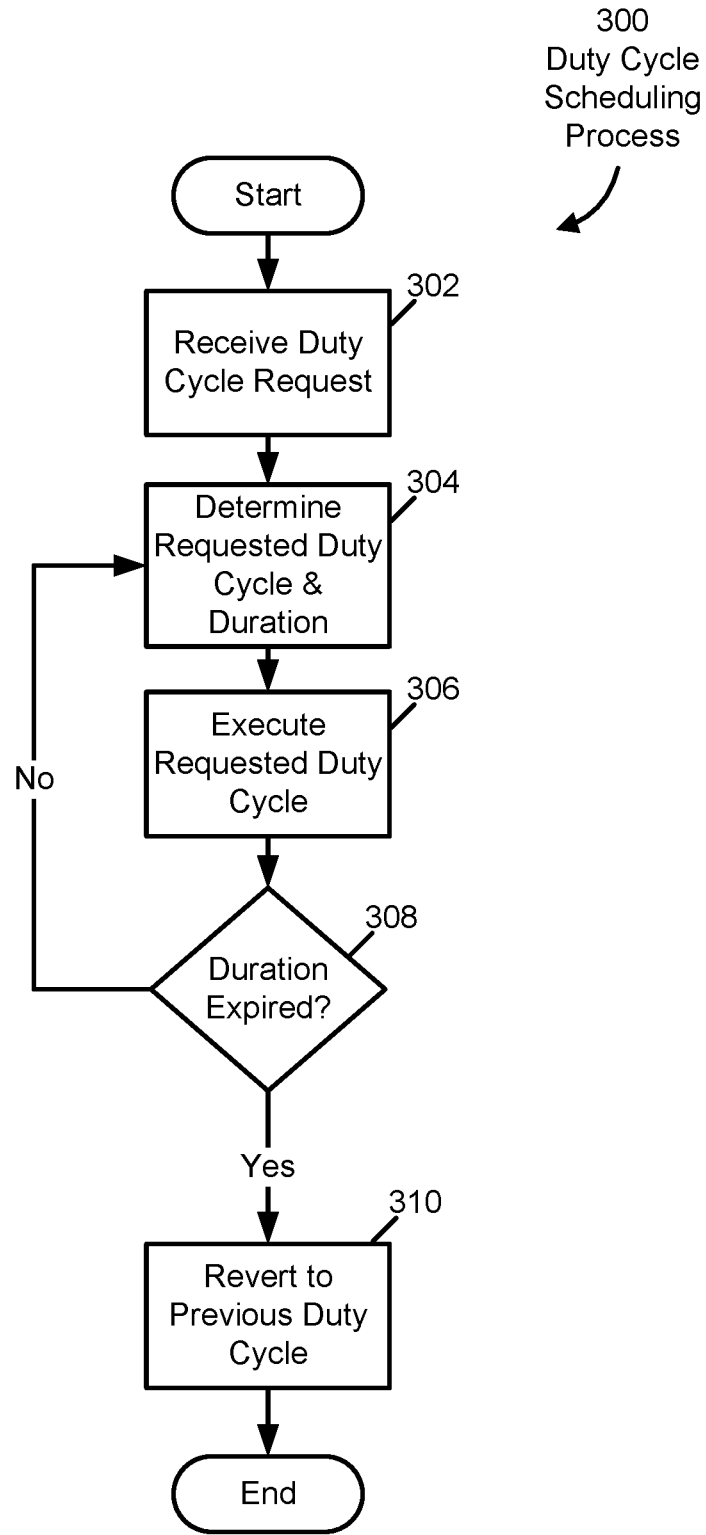 300
Duty Cycle
Scheduling
Process
Start
302
Receive Duty
Cycle Request
304
Determine
Requested Duty
Cycle &
Duration
306
Execute
Requested Duty
Cycle
No
308
Duration
Expired?
Yes
310
Revert to
Previous Duty
Cycle
End